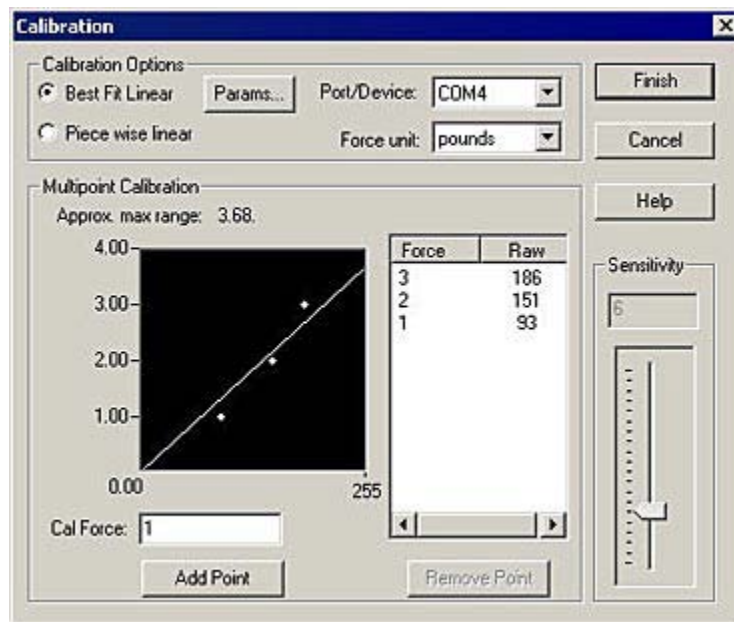 Calibration
Calibration Options
Best Fit Linear
Params...
Port/Device: COM4
Piece wise linear
Force unit: pounds
Finish
Cancel
Help
Multipoint Calibration
Approx. max range: 3.68.
4.00
3.00
2.00
1.00
0.00
255
Force Raw
3 186
2 151
1 93
Cal Force: 1
Add Point
Remove Point
Sensitivity
6